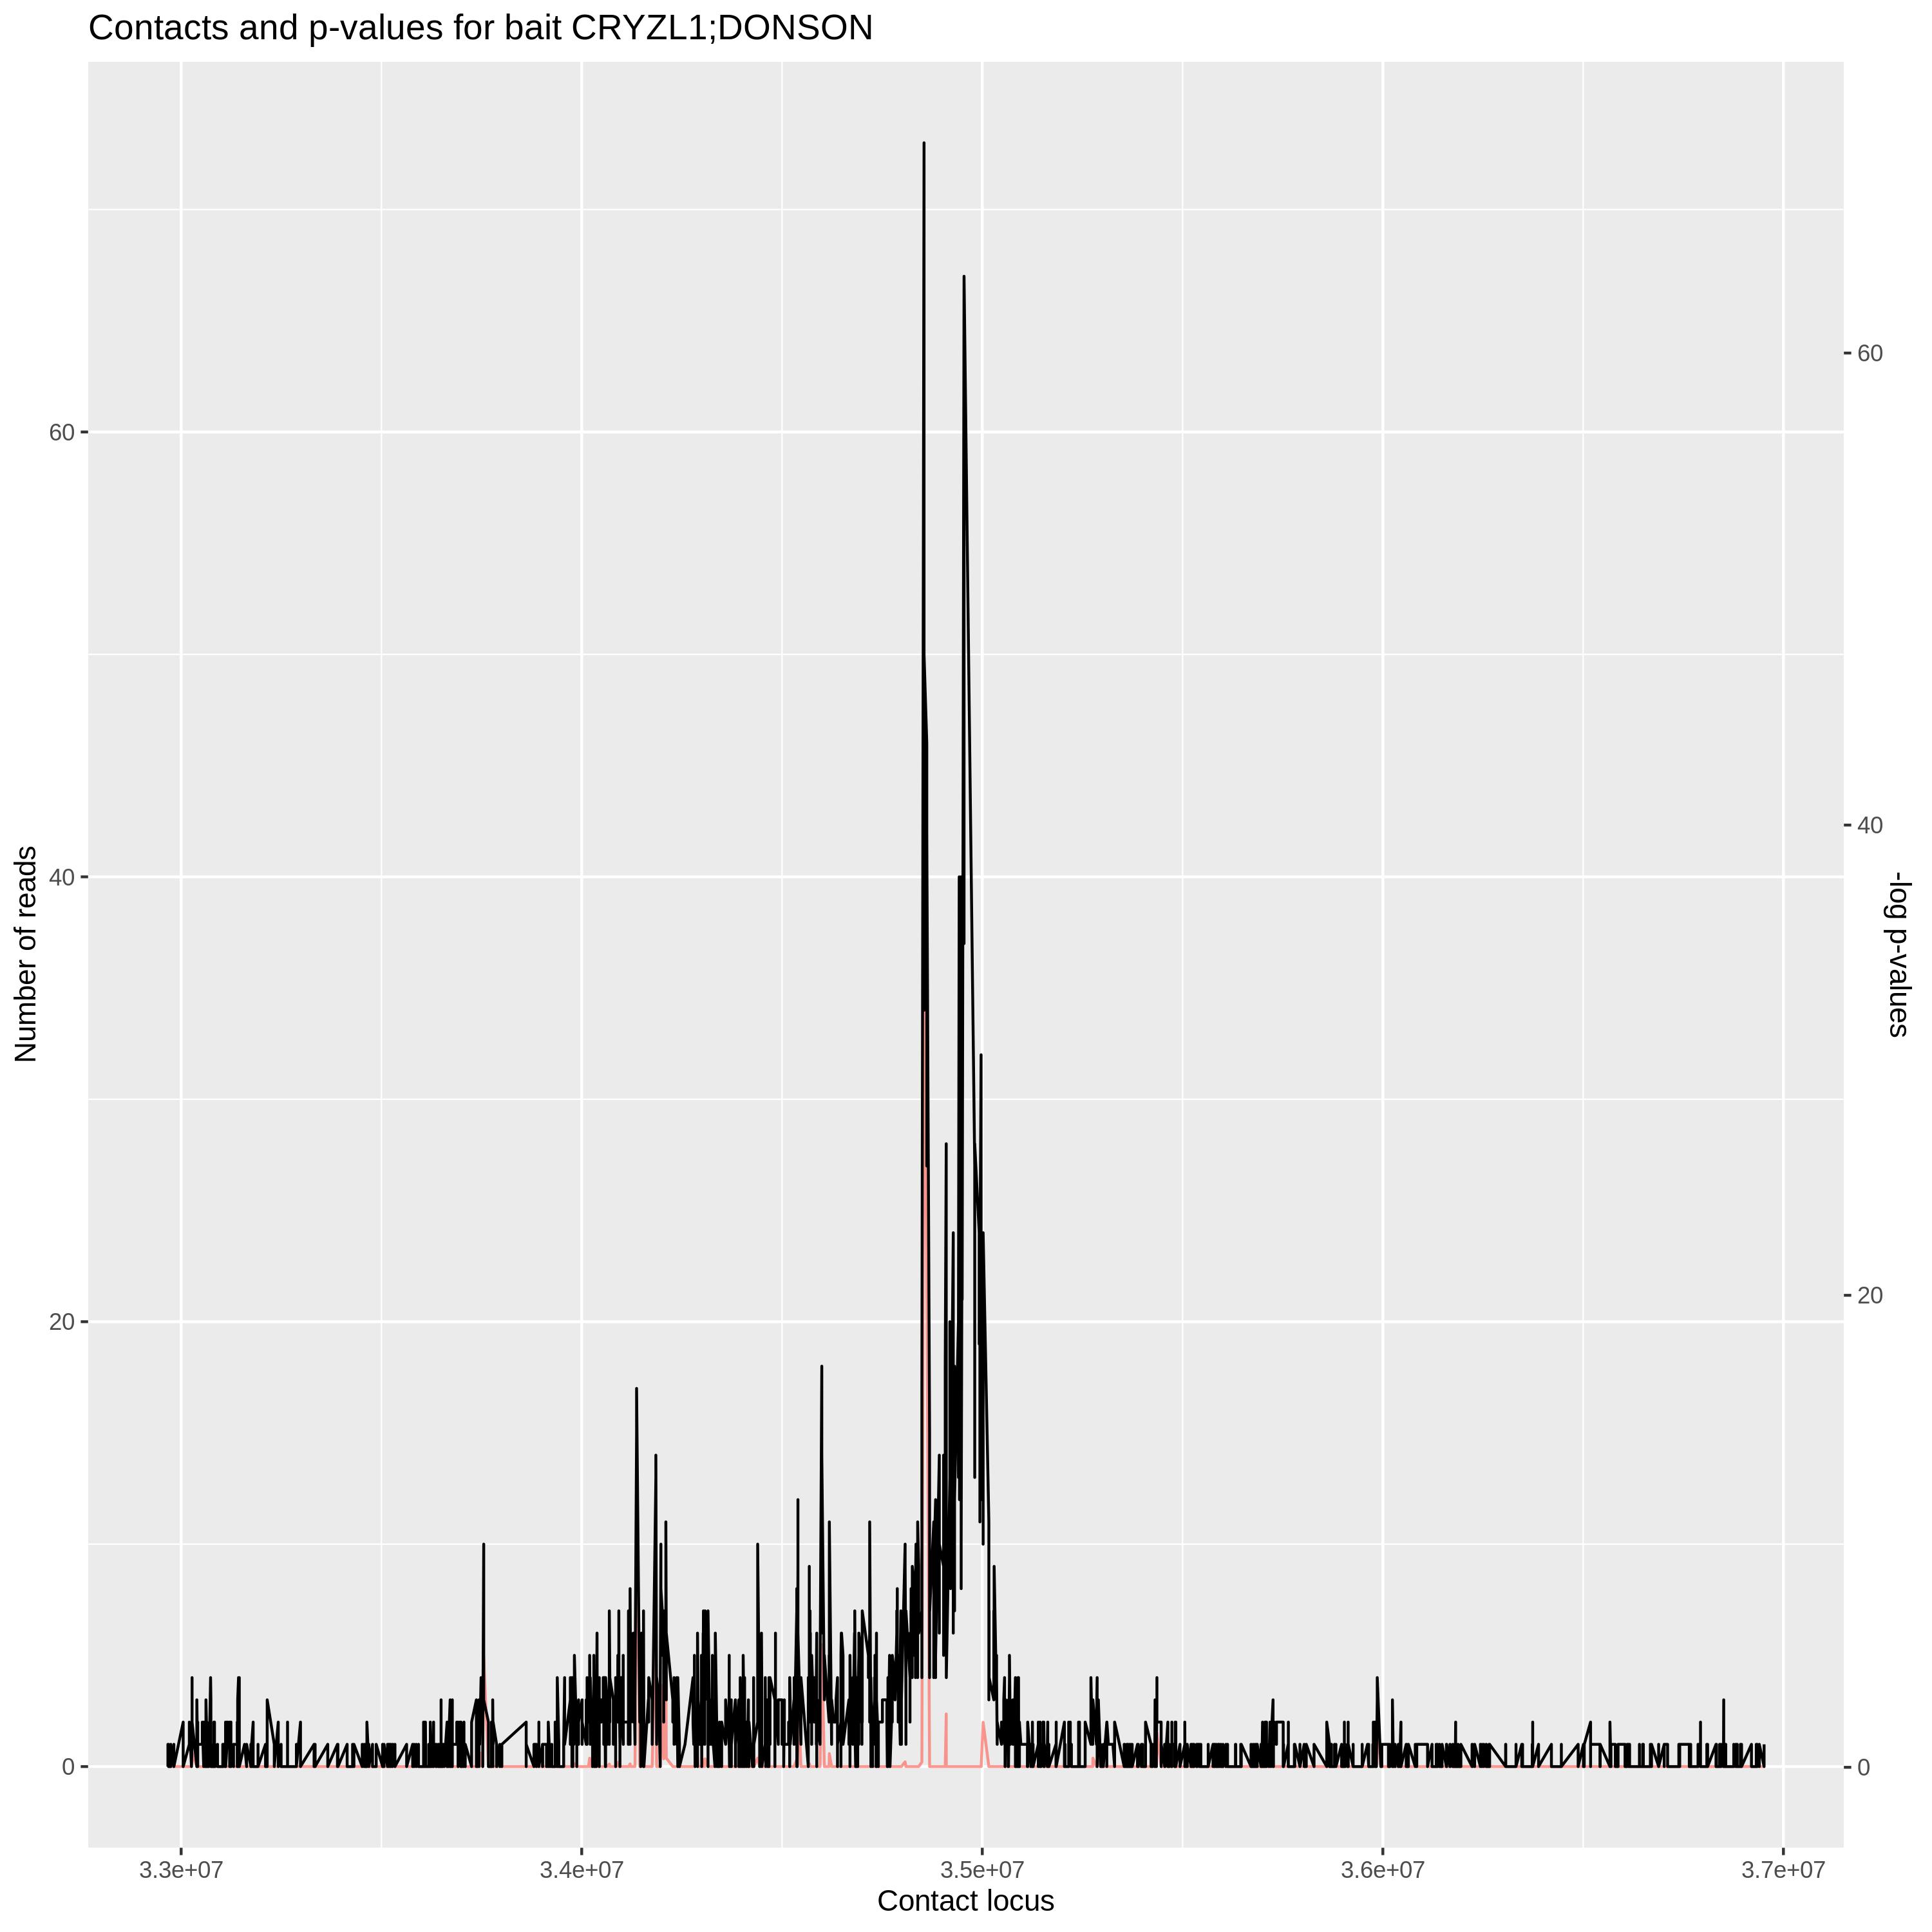 Contacts and p-values for bait CRYZL1;DONSON
Number of reads
60
40
20
0
60
40
20
0
-log p-values
3.3e+07 3.4e+07 3.5e+07 3.6e+07 3.7e+07
Contact locus